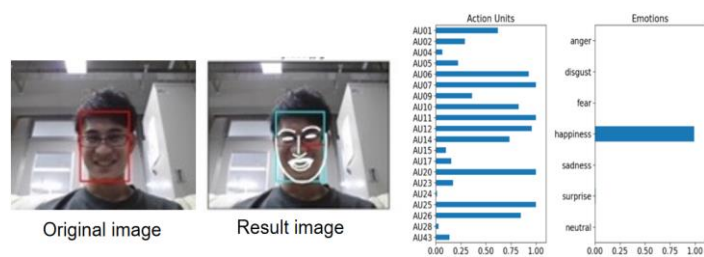 Original image
Result image
Action Units
AU01
AU02
AU04
AU05
AU06
AU07
AU09
AU10
AU11
AU12
AU14
AU15
AU17
AU20
AU23
AU24
AU25
AU26
AU28
AU43
0.00 0.25 0.50 0.75 1.00
Emotions
anger
disgust
fear
happiness
sadness
surprise
neutral
0.00 0.25 0.50 0.75 1.00